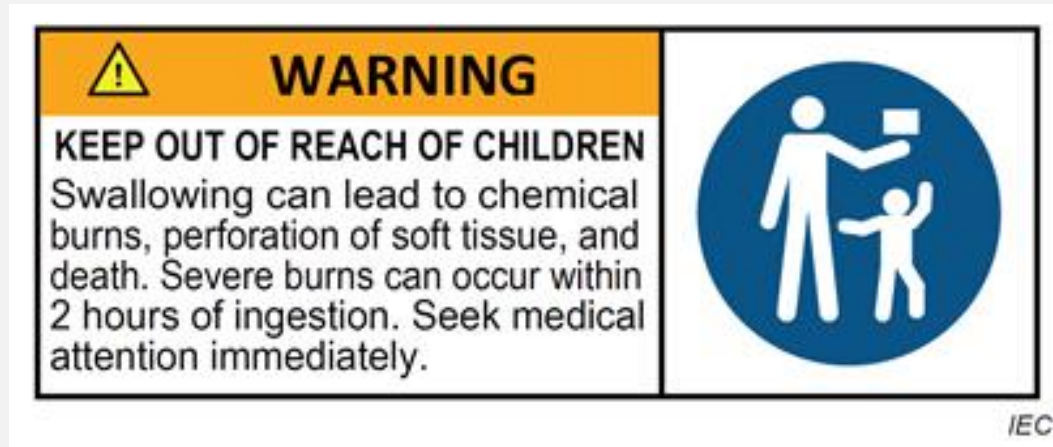 WARNING
KEEP OUT OF REACH OF CHILDREN
Swallowing can lead to chemical
burns, perforation of soft tissue, and
death. Severe burns can occur within
2 hours of ingestion. Seek medical
attention immediately.
IEC